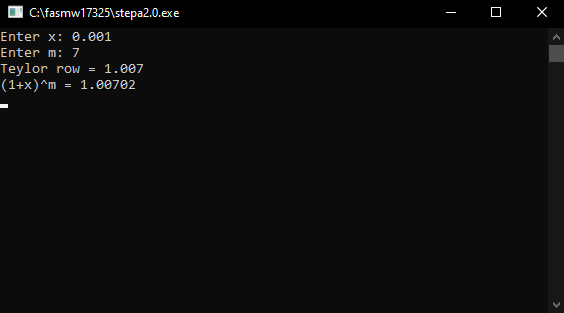 C:\fasmw17325\stepa2.0.exe
Enter x: 0.001
Enter m: 7
Teylor row = 1.007
(1+x)^m = 1.00702